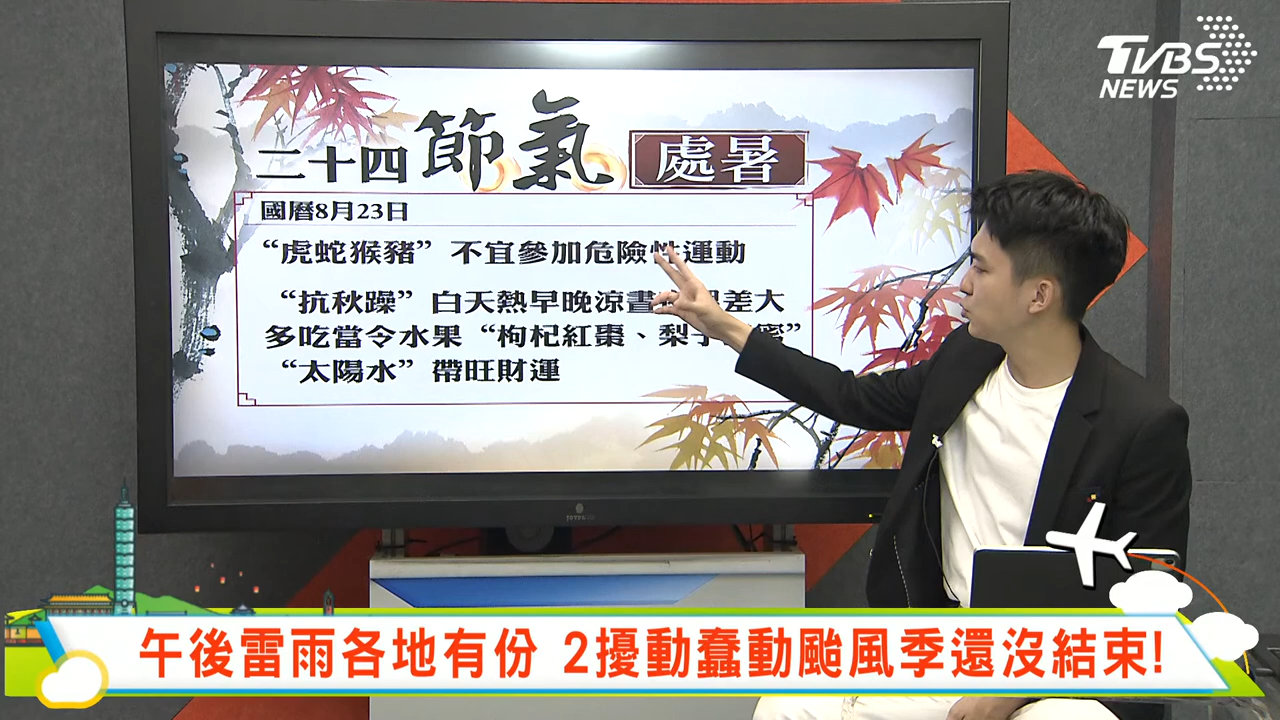 TVBS
NEWS
二十四節氣 處暑
國曆8月23日
“虎蛇猴豬” 不宜參加危險性運動
“抗秋躁” 白天熱早晚涼晝 差大
多吃當令水果 “枸杞紅棗、梨子 蜜”
“太陽水” 帶旺財運
午後雷雨各地有份 2擾動蠢動颱風季還沒結束!